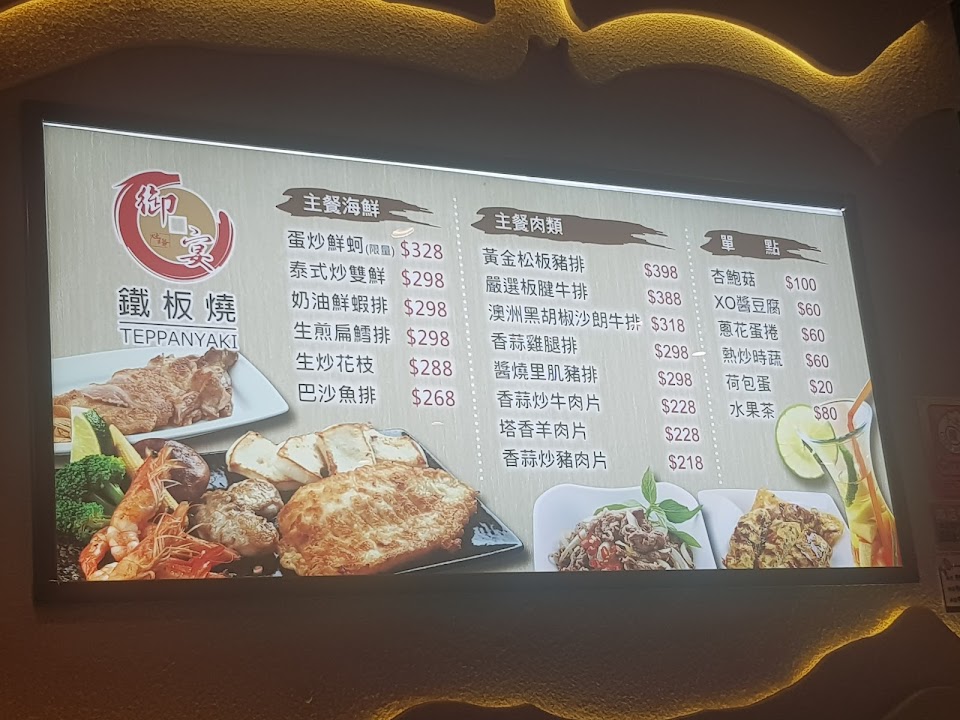 御
宴
鐵板燒
TEPPANYAKI
主餐海鮮
蛋炒鮮蚵(限量) $328
泰式炒雙鮮 $298
奶油鮮蝦排 $298
生煎扁鱈排 $298
生炒花枝 $288
巴沙魚排 $268
主餐肉類
黃金松板豬排 $398
嚴選板腱牛排 $388
澳洲黑胡椒沙朗牛排 $318
香蒜雞腿排 $298
醬燒里肌豬排 $298
香蒜炒牛肉片 $228
塔香羊肉片 $228
香蒜炒豬肉片 $218
單點
杏鮑菇 $100
XO醬豆腐 $60
蔥花蛋捲 $60
熱炒時蔬 $60
荷包蛋 $20
水果茶 $80